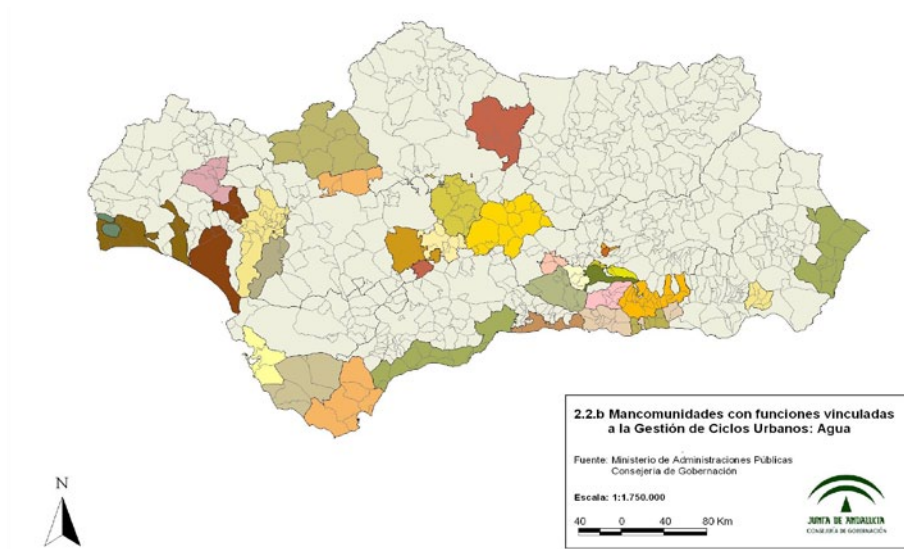 2.2.b Mancomunidades con funciones vinculadas
a la Gestión de Ciclos Urbanos: Agua
Fuente: Ministerio de Administraciones Públicas
Consejería de Gobernación
Escala: 1:1.750.000
40 0 40 80 Km
N
JUNTA DE ANDALUCIA
CONSEJERÍA DE GOBERNACIÓN